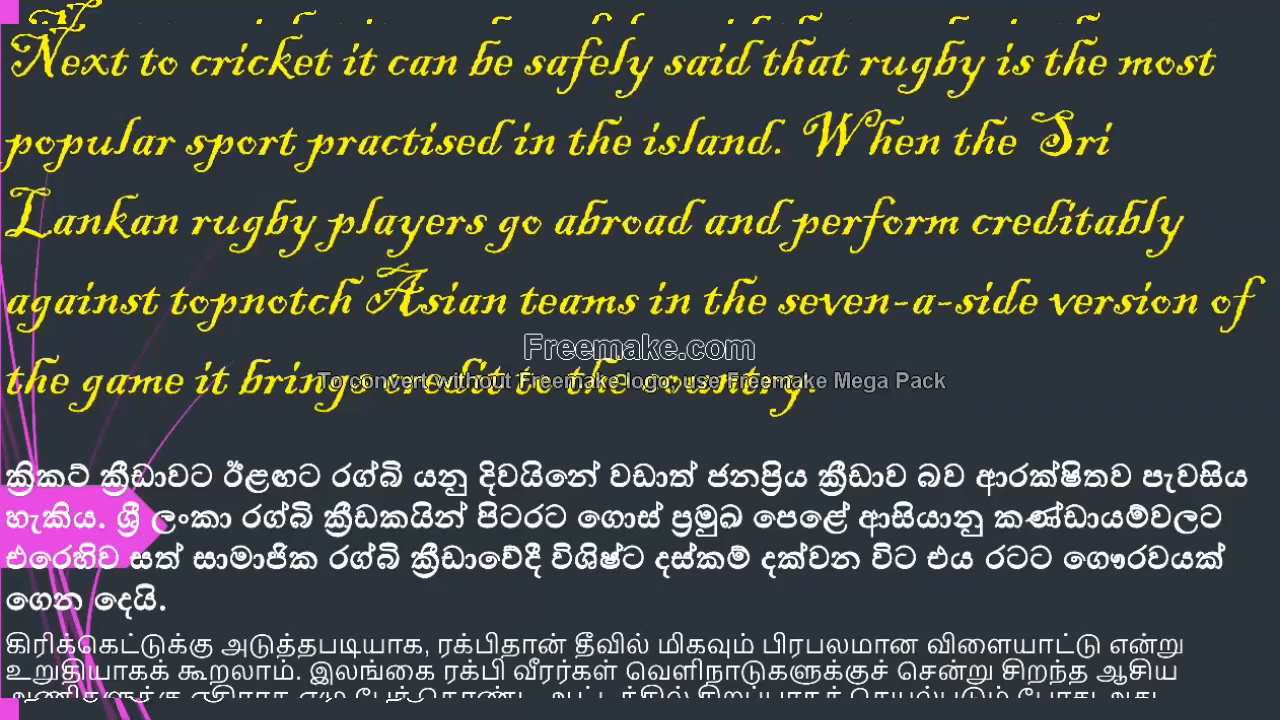 Next to cricket it can be safely said that rugby is the most
popular sport practised in the island. When the Sri
Lankan rugby players go abroad and perform creditably
against topnotch Asian teams in the seven-a-side version of
Freemake.com
the game it brings credit to the country.
To convert without Freemake logo, use Freemake Mega Pack
ක්‍රිකට් ක්‍රීඩාවට ඊළඟට රග්බි යනු දිවයිනේ වඩාත් ජනප්‍රිය ක්‍රීඩාව බව ආරක්ෂිතව පැවසිය
හැකිය. ශ්‍රී ලංකා රග්බි ක්‍රීඩකයින් පිටරට ගොස් ප්‍රමුඛ පෙළේ ආසියානු කණ්ඩායම්වලට
එරෙහිව සත් සාමාජික රග්බි ක්‍රීඩාවේදී විශිෂ්ට දස්කම් දක්වන විට එය රටට ගෞරවයක්
ගෙන දෙයි.
கிரிக்கெட்டுக்கு அடுத்தபடியாக, ரக்பிதான் தீவில் மிகவும் பிரபலமான விளையாட்டு என்று
உறுதியாகக் கூறலாம். இலங்கை ரக்பி வீரர்கள் வெளிநாடுகளுக்குச் சென்று சிறந்த ஆசிய